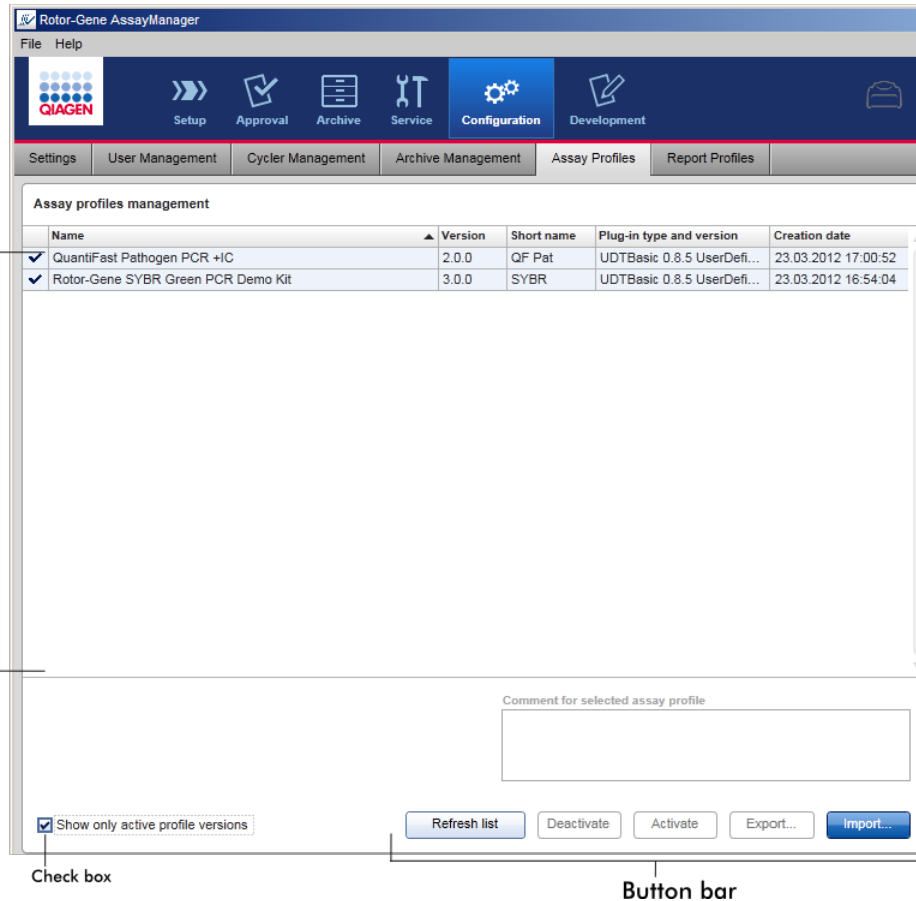 Rotor-Gene AssayManager
File Help
QIAGEN
Setup Approval Archive Service Configuration Development
Settings User Management Cycler Management Archive Management Assay Profiles Report Profiles
Assay profiles management
Name Version Short name Plug-in type and version Creation date
QuantiFast Pathogen PCR +IC 2.0.0 QF Pat UDTBasic 0.8.5 UserDefi... 23.03.2012 17:00:52
Rotor-Gene SYBR Green PCR Demo Kit 3.0.0 SYBR UDTBasic 0.8.5 UserDefi... 23.03.2012 16:54:04
Comment for selected assay profile
Show only active profile versions Refresh list Deactivate Activate Export... Import...
Check box
Button bar